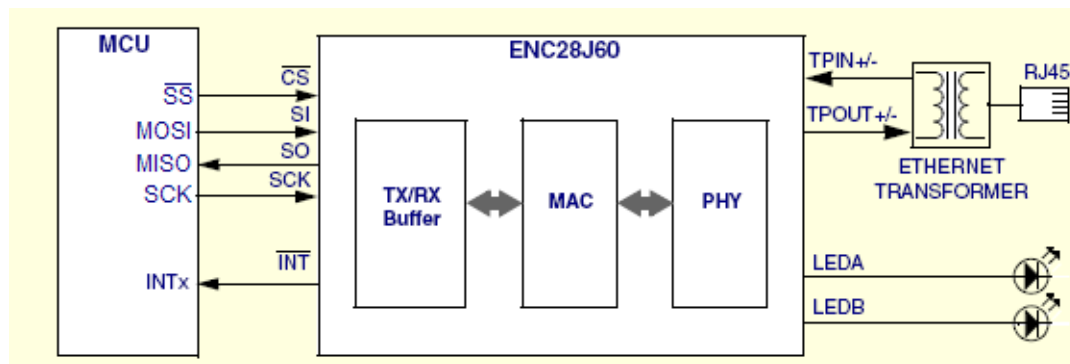 MCU
SS
MOSI
MISO
SCK
INTx
CS
SI
SO
SCK
INT
ENC28J60
TX/RX
Buffer
MAC
PHY
TPIN+/-
TPOUT+/-
RJ45
ETHERNET
TRANSFORMER
LEDA
LEDB